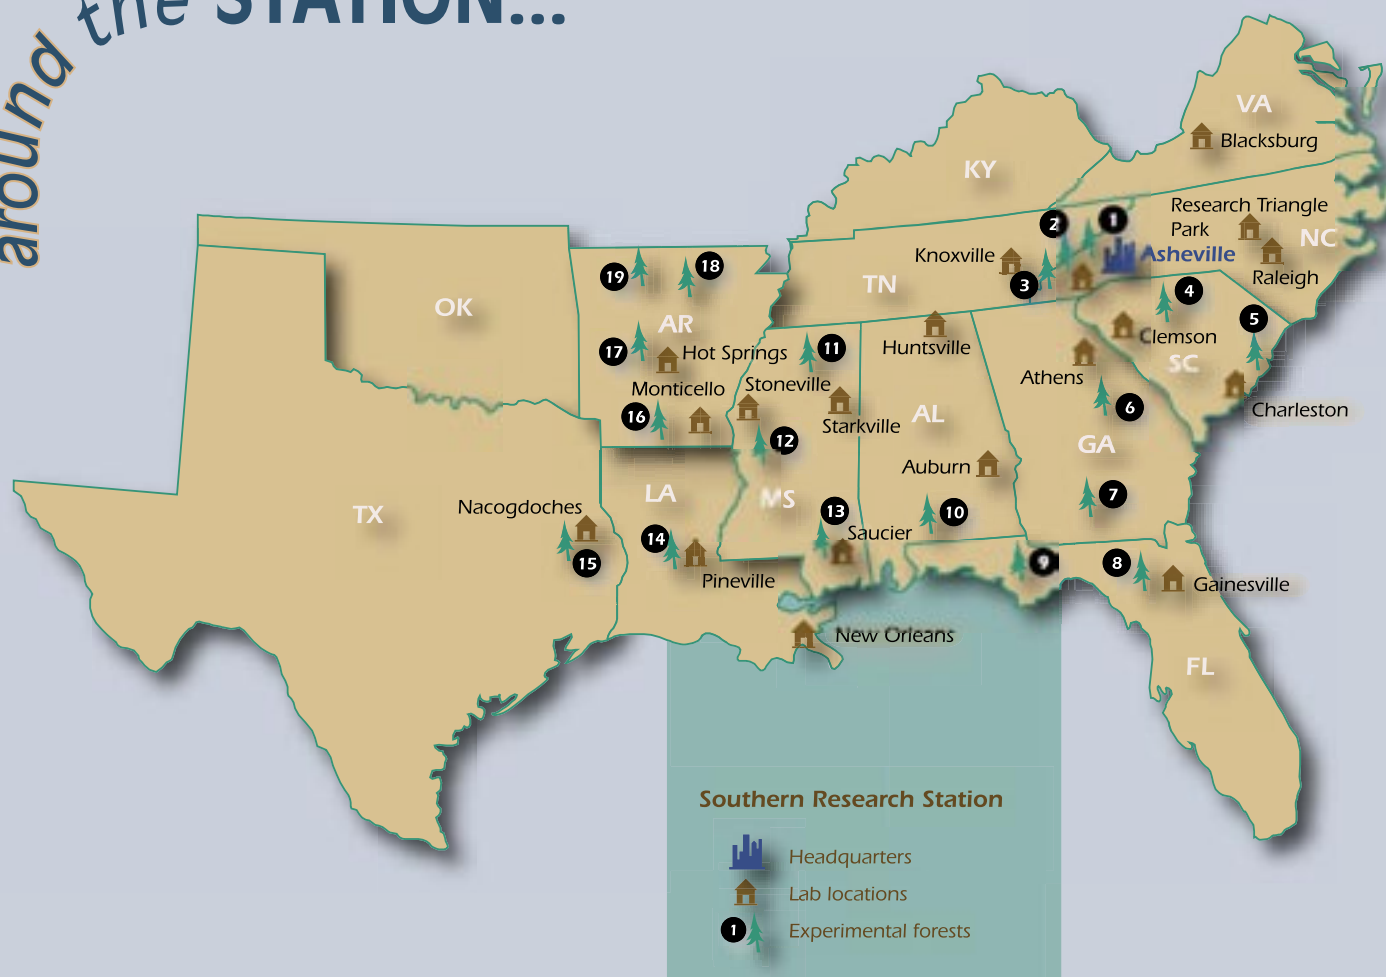 around the STATION...
VA
Blacksburg
KY
Research Triangle
Park
NC
2
1
Knoxville
Asheville
Raleigh
3
TN
19
18
4
OK
AR
5
Huntsville
Clemson
11
17
Hot Springs
SC
Monticello
Stoneville
Athens
16
Starkville
AL
6
Charleston
12
GA
Auburn
LA
MS
7
TX
Nacogdoches
13
10
14
Saucier
15
9
8
Pineville
Gainesville
New Orleans
FL
Southern Research Station
Headquarters
Lab locations
1 Experimental forests